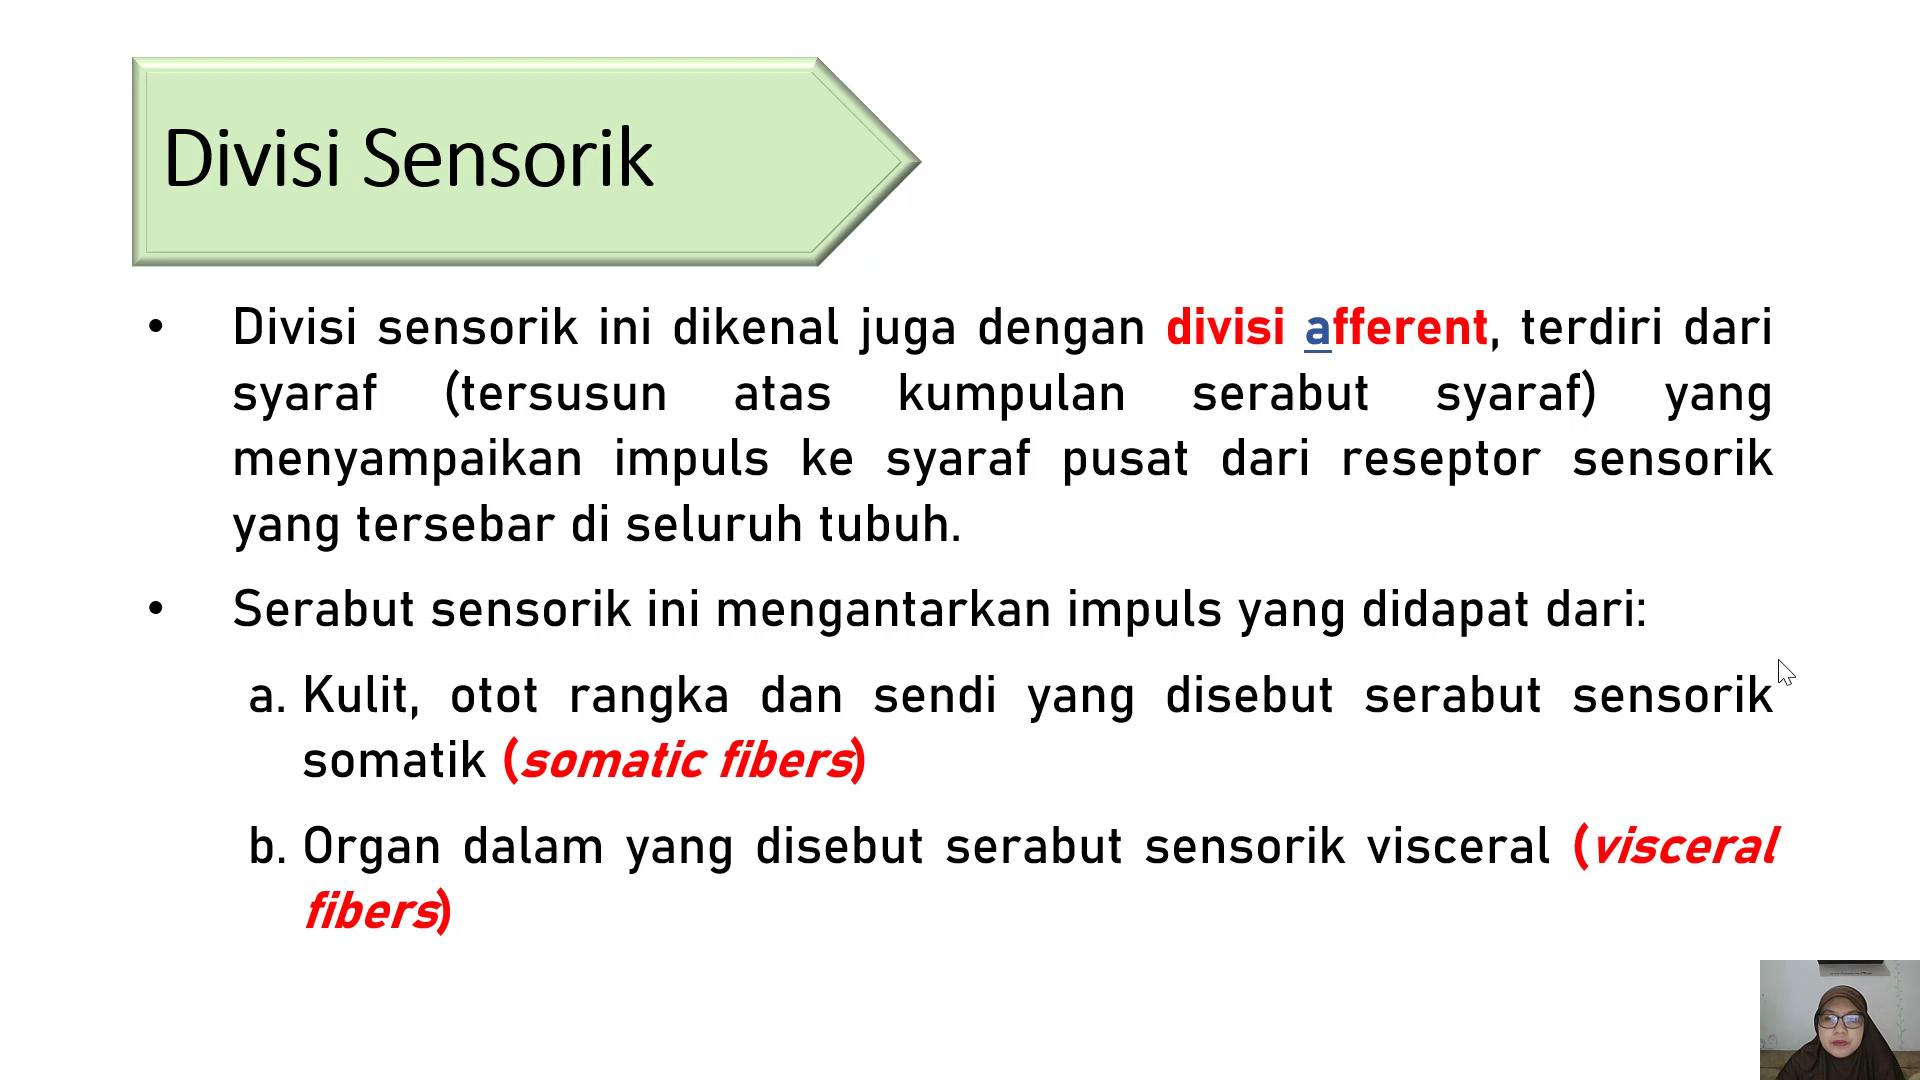 Divisi Sensorik
• Divisi sensorik ini dikenal juga dengan divisi afferent, terdiri dari
syaraf (tersusun atas kumpulan serabut syaraf) yang
menyampaikan impuls ke syaraf pusat dari reseptor sensorik
yang tersebar di seluruh tubuh.
• Serabut sensorik ini mengantarkan impuls yang didapat dari:
a. Kulit, otot rangka dan sendi yang disebut serabut sensorik
somatik (somatic fibers)
b. Organ dalam yang disebut serabut sensorik visceral (visceral
fibers)